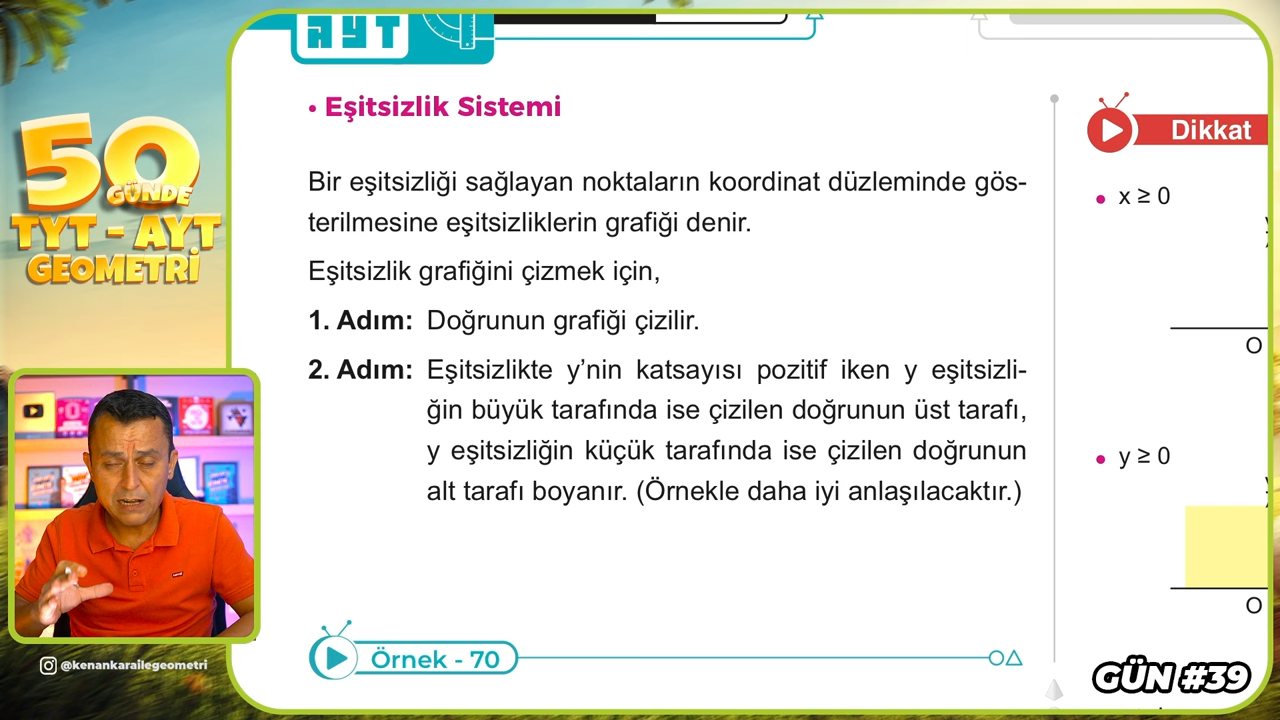 50
GÜNDE
TYT - AYT
GEOMETRİ
@kenankarailegeometri
AYT
• Eşitsizlik Sistemi
Bir eşitsizliği sağlayan noktaların koordinat düzleminde gös-
terilmesine eşitsizliklerin grafiği denir.
Eşitsizlik grafiğini çizmek için,
1. Adım: Doğrunun grafiği çizilir.
2. Adım: Eşitsizlikte y’nin katsayısı pozitif iken y eşitsizli-
ğin büyük tarafında ise çizilen doğrunun üst tarafı,
y eşitsizliğin küçük tarafında ise çizilen doğrunun
alt tarafı boyanır. (Örnekle daha iyi anlaşılacaktır.)
Örnek - 70
Dikkat
• x ≥ 0
O
• y ≥ 0
O
GÜN #39